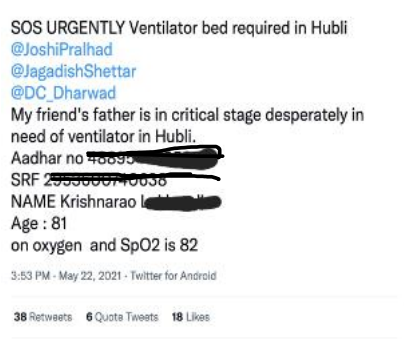 SOS URGENTLY Ventilator bed required in Hubli
@JoshiPralhad
@JagadishShettar
@DC_Dharwad
My friend's father is in critical stage desperately in
need of ventilator in Hubli.
Aadhar no
SRF
NAME Krishnarao
Age : 81
on oxygen and SpO2 is 82
3:53 PM · May 22, 2021 · Twitter for Android
38 Retweets 6 Quote Tweets 18 Likes